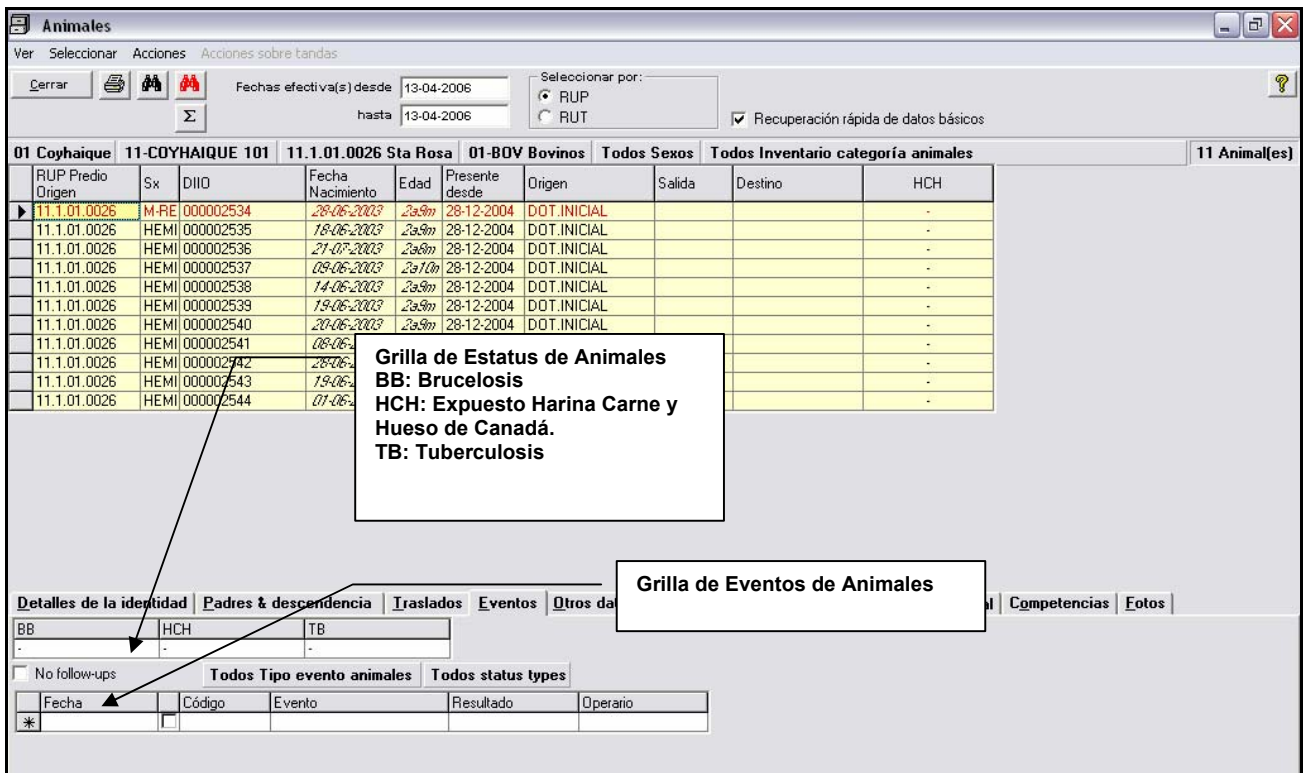 Animales
Ver Seleccionar Acciones Acciones sobre tandas
Cerrar Fechas efectiva(s) desde 13-04-2006 Seleccionar por:
RUP
Σ hasta 13-04-2006 RUT Recuperación rápida de datos básicos
01 Coyhaique 11-COYHAIQUE 101 11.1.01.0026 Sta Rosa 01-BOV Bovinos Todos Sexos Todos Inventario categoría animales 11 Animal(es)
RUP Predio Origen Sx DIIO Fecha Nacimiento Edad Presente desde Origen Salida Destino HCH
11.1.01.0026 M-RE 000002534 28-06-2003 2a9m 28-12-2004 DOT.INICIAL -
11.1.01.0026 HEMI 000002535 18-06-2003 2a9m 28-12-2004 DOT.INICIAL -
11.1.01.0026 HEMI 000002536 21-07-2003 2a8m 28-12-2004 DOT.INICIAL -
11.1.01.0026 HEMI 000002537 09-06-2003 2a10m 28-12-2004 DOT.INICIAL -
11.1.01.0026 HEMI 000002538 14-06-2003 2a9m 28-12-2004 DOT.INICIAL -
11.1.01.0026 HEMI 000002539 19-06-2003 2a9m 28-12-2004 DOT.INICIAL -
11.1.01.0026 HEMI 000002540 20-06-2003 2a9m 28-12-2004 DOT.INICIAL -
11.1.01.0026 HEMI 000002541 -
11.1.01.0026 HEMI 000002542 -
11.1.01.0026 HEMI 000002543 -
11.1.01.0026 HEMI 000002544 -
Grilla de Estatus de Animales
BB: Brucelosis
HCH: Expuesto Harina Carne y
Hueso de Canadá.
TB: Tuberculosis
Grilla de Eventos de Animales
Detalles de la identidad Padres & descendencia Traslados Eventos Otros Competencias Fotos
BB HCH TB
- - -
No follow-ups Todos Tipo evento animales Todos status types
Fecha Código Evento Resultado Operario